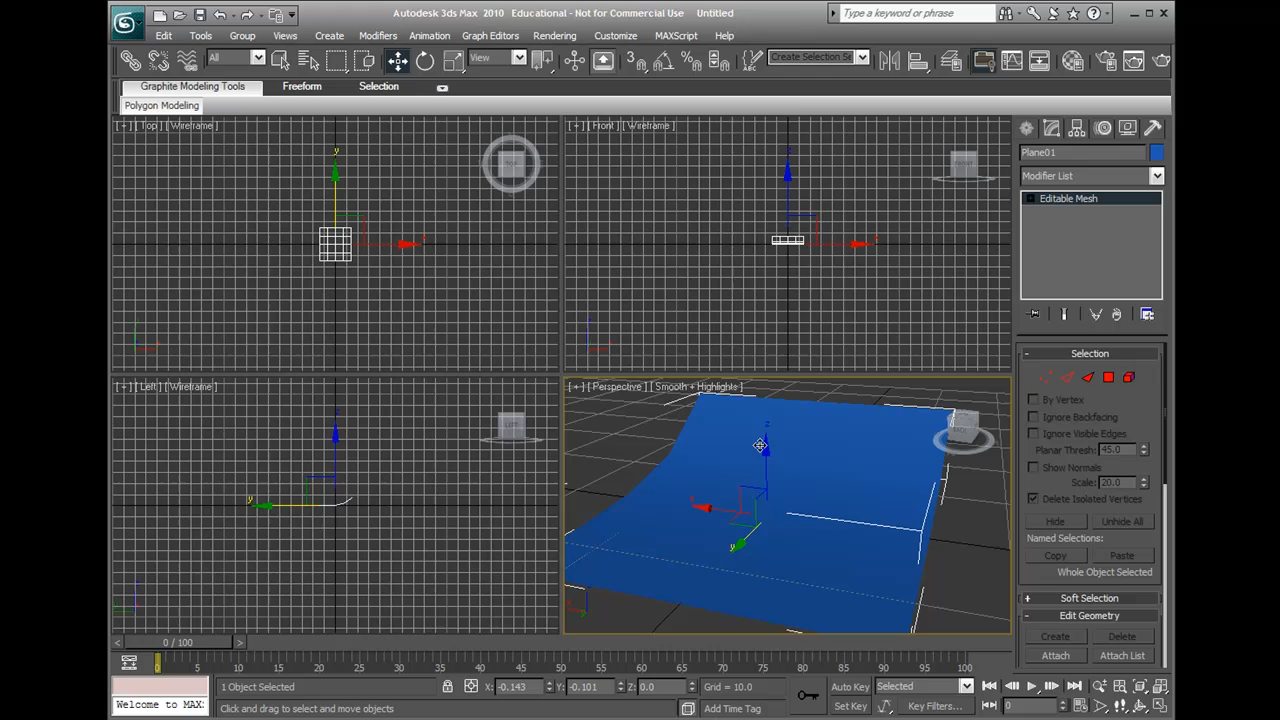 Autodesk 3ds Max 2010 Educational - Not for Commercial Use Untitled
Type a keyword or phrase
Edit Tools Group Views Create Modifiers Animation Graph Editors Rendering Customize MAXScript Help
All View Create Selection Se
Graphite Modeling Tools Freeform Selection
Polygon Modeling
[ + ] [ Top ] [ Wireframe ]
TOP
y
x
[ + ] [ Front ] [ Wireframe ]
FRONT
z
x
Plane01
Modifier List
Editable Mesh
[ + ] [ Left ] [ Wireframe ]
LEFT
z
y
[ + ] [ Perspective ] [ Smooth + Highlights ]
BACK
z
x
y
Selection
By Vertex
Ignore Backfacing
Ignore Visible Edges
Planar Thresh: 45.0
Show Normals
Scale: 20.0
Delete Isolated Vertices
Hide Unhide All
Named Selections:
Copy Paste
Whole Object Selected
+ Soft Selection
- Edit Geometry
Create Delete
Attach Attach List
< 0 / 100 >
0 5 10 15 20 25 30 35 40 45 50 55 60 65 70 75 80 85 90 95 100
1 Object Selected X: -0.143 Y: -0.101 Z: 0.0 Grid = 10.0 Auto Key Selected
Welcome to MAX: Click and drag to select and move objects Add Time Tag Set Key Key Filters... 0